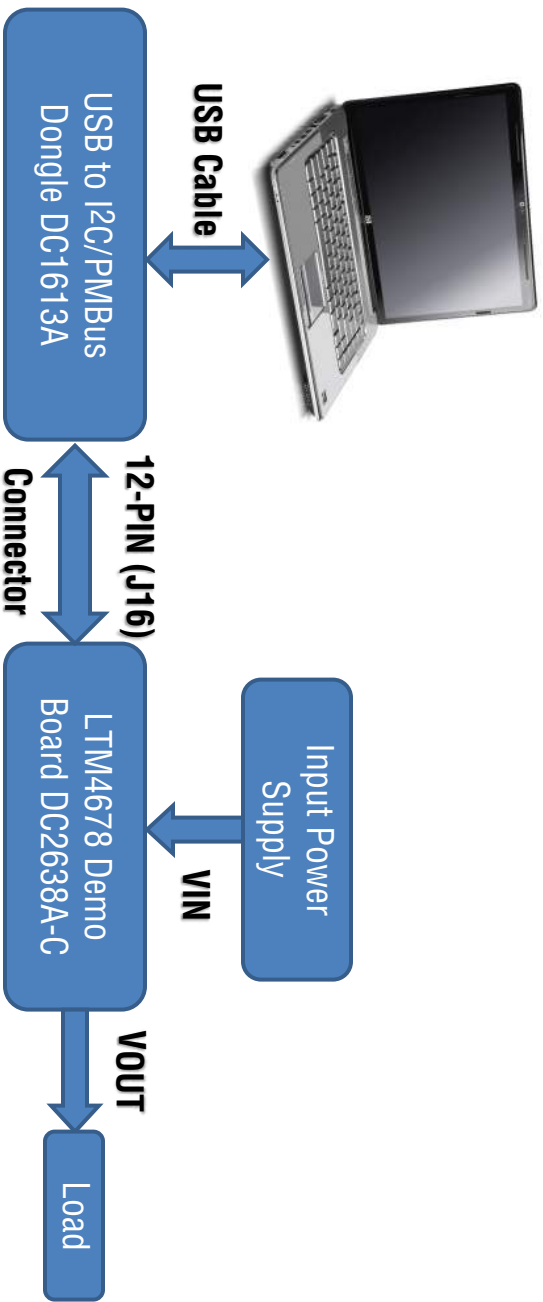 USB Cable
USB to I²C/PMBus
Dongle DC1613A
12-PIN (J16)
Connector
Input Power
Supply
VIN
LTM4678 Demo
Board DC2638A-C
VOUT
Load